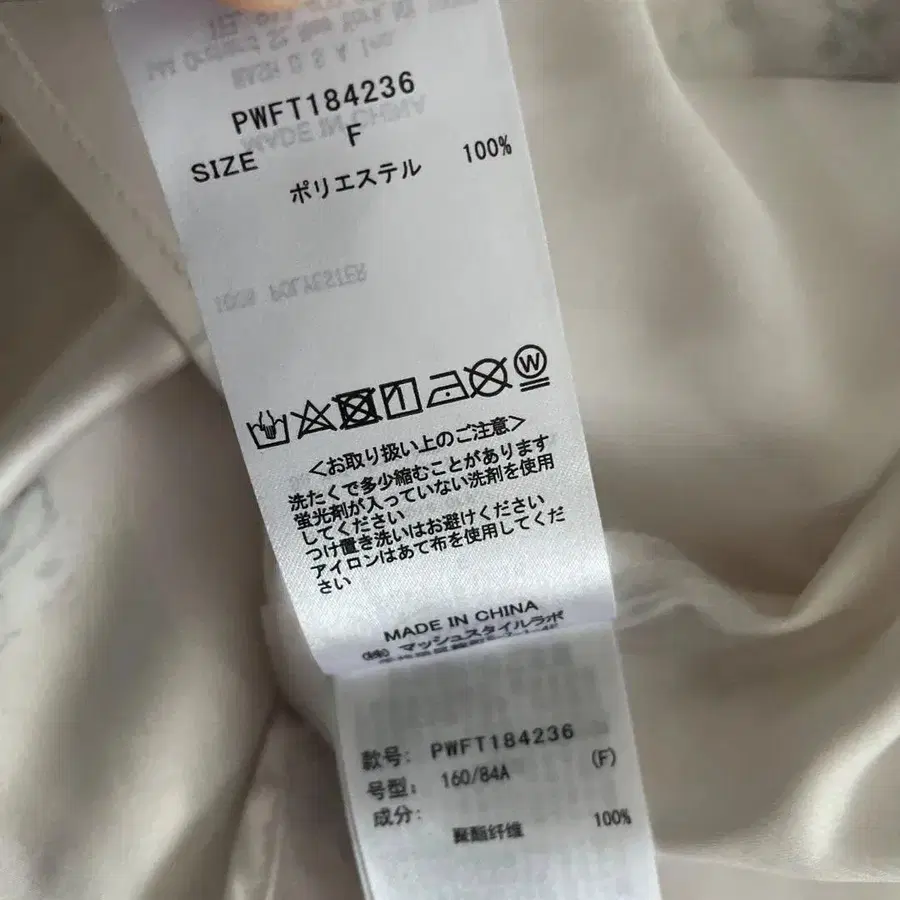 PWFT184236
SIZE F
ポリエステル 100%
W
<お取り扱い上のご注意>
洗たくで多少縮むことがあります
蛍光剤が入っていない洗剤を使用
してください
つけ置き洗いはお避けください
アイロンはあて布を使用してくだ
さい
MADE IN CHINA
(株)マッシュスタイルラボ
款号: PWFT184236
号型: 160/84A (F)
成分:
聚酯纤维 100%